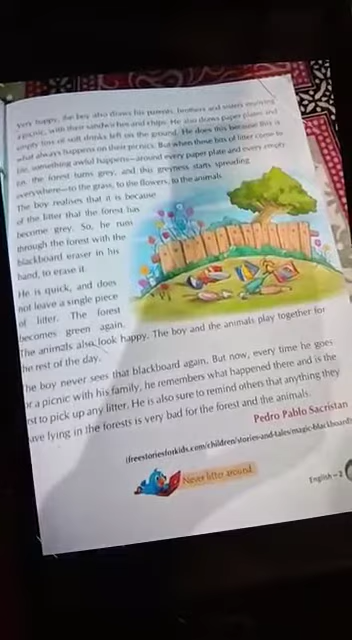 very happy, the boy also draws his parents, brothers and sisters enjoying
a picnic, with their sandwiches and chips. He also draws paper plates and
empty tins of soft drinks left on the ground. He does this because this is
what always happens on their picnics. But when these bits of litter come to
life, something awful happens—around every paper plate and every empty
tin, the forest turns grey, and this greyness starts spreading
everywhere—to the grass, to the flowers, to the animals.
The boy realises that it is because
of the litter that the forest has
become grey. So, he runs
through the forest with the
blackboard eraser in his
hand, to erase it.
He is quick, and does
not leave a single piece
of litter. The forest
becomes green again.
The animals also look happy. The boy and the animals play together for
the rest of the day.
The boy never sees that blackboard again. But now, every time he goes
or a picnic with his family, he remembers what happened there and is the
rst to pick up any litter. He is also sure to remind others that anything they
ave lying in the forests is very bad for the forest and the animals.
Pedro Pablo Sacristan
(freestoriesforkids.com/children/stories-and-tales/magic-blackboard)
Never litter around.
English – 2